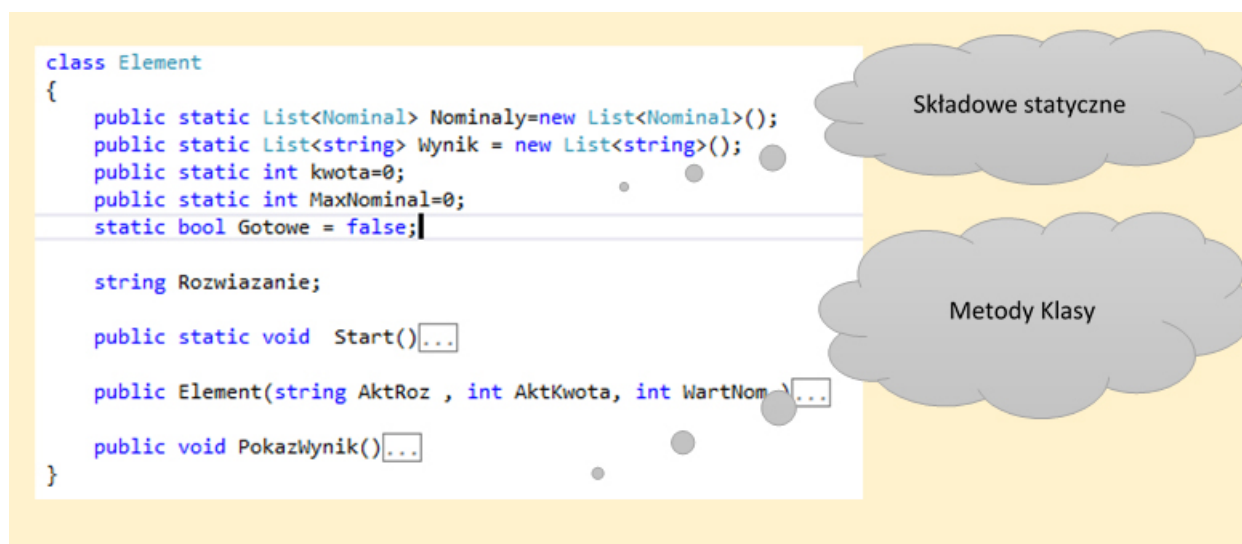 class Element
{
public static List<Nominal> Nominaly=new List<Nominal>();
public static List<string> Wynik = new List<string>();
public static int kwota=0;
public static int MaxNominal=0;
static bool Gotowe = false;
string Rozwiazanie;
public static void  Start()...
public Element(string AktRoz , int AktKwota, int WartNom )...
public void PokazWynik()...
}
Składowe statyczne
Metody Klasy